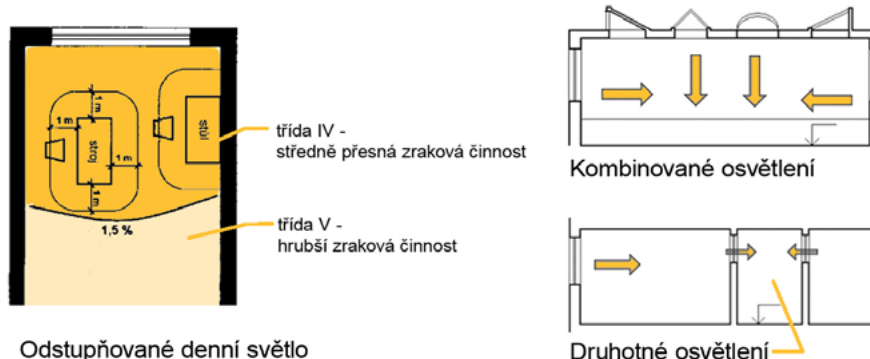 1 m
1 m
stroj
1 m
1 m
stůl
1,5 %
třída IV -
středně přesná zraková činnost
třída V -
hrubší zraková činnost
Odstupňované denní světlo
Kombinované osvětlení
Druhotné osvětlení